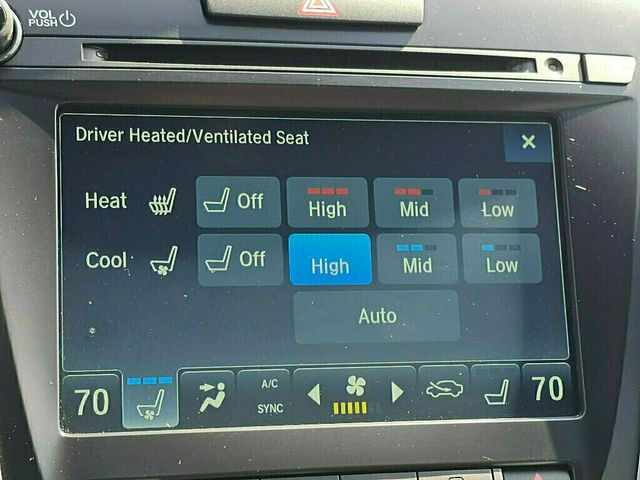 VOL
PUSH
Driver Heated/Ventilated Seat ×
Heat Off High Mid Low
Cool Off High Mid Low
Auto
70 A/C SYNC 70